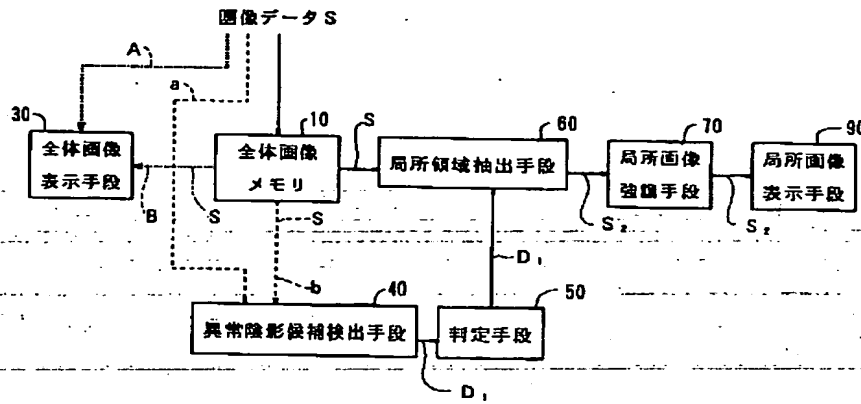 画像データS
A
a
30
10
60
70
90
全体画像
表示手段
全体画像
メモリ
S
局所領域抽出手段
局所画像
強調手段
局所画像
表示手段
B
S
S
S₂
S₂
b
D₁
40
50
異常陰影候補検出手段
判定手段
D₁